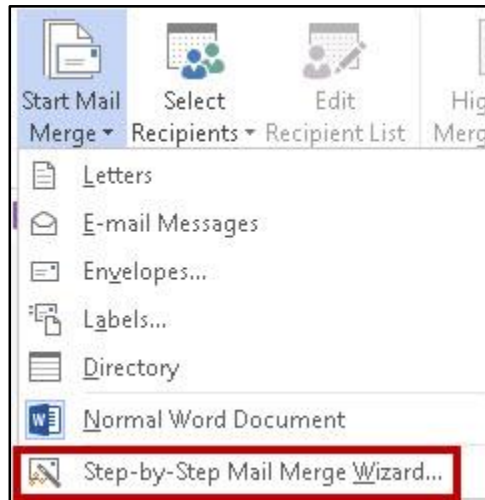 Start Mail Select Edit
Merge Recipients Recipient List
Letters
E-mail Messages
Envelopes...
Labels...
Directory
Normal Word Document
Step-by-Step Mail Merge Wizard...